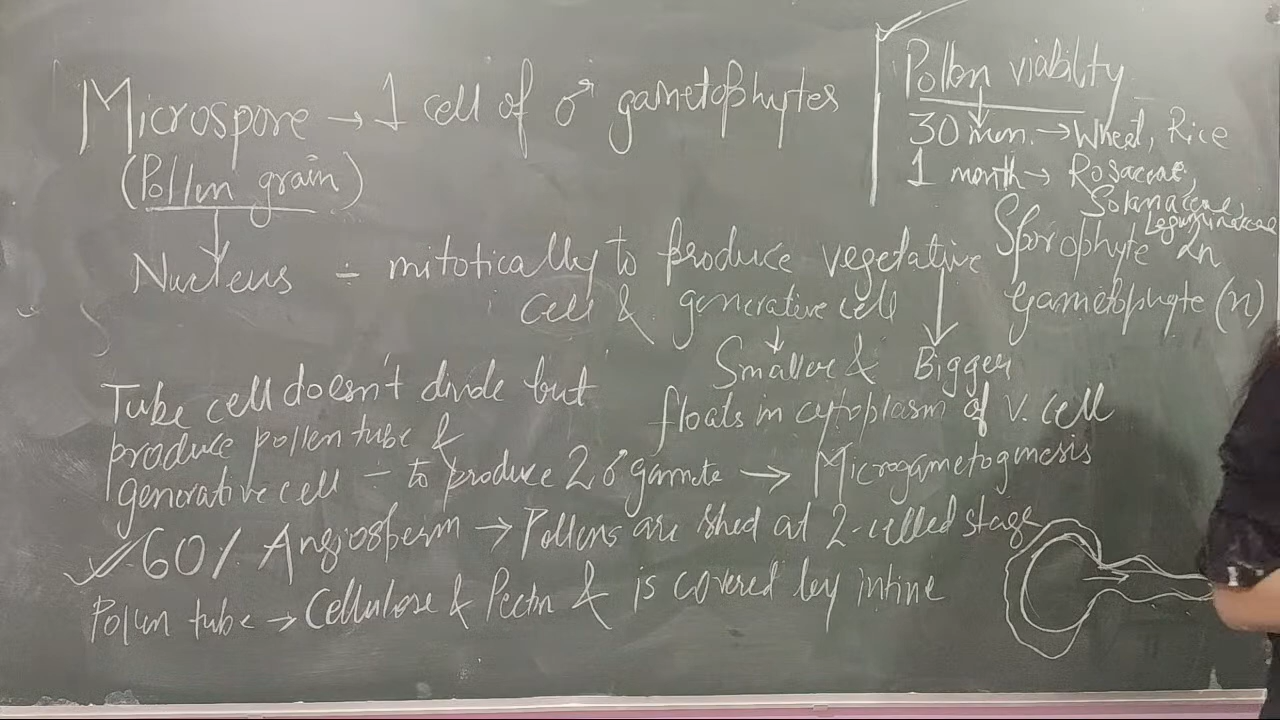 Microspore → 1 cell of ♂ gametophytes
(Pollen grain)
↓
Nucleus ÷ mitotically to produce vegetative
cell & generative cell
↓ ↓
Smaller & Bigger
floats in cytoplasm of V. cell
Tube cell doesn't divide but
produce pollen tube &
generative cell – to produce 2 ♂ gamete → Microgametogenesis
✓ 60% Angiosperm → Pollens are shed at 2-celled stage
Pollen tube → Cellulose & Pectin & is covered by intine
Pollen viability
↓
30 min. → Wheat, Rice
1 month → Rosaceae,
Solanaceae,
Leguminaceae
Sporophyte 2n
Gametophyte (n)